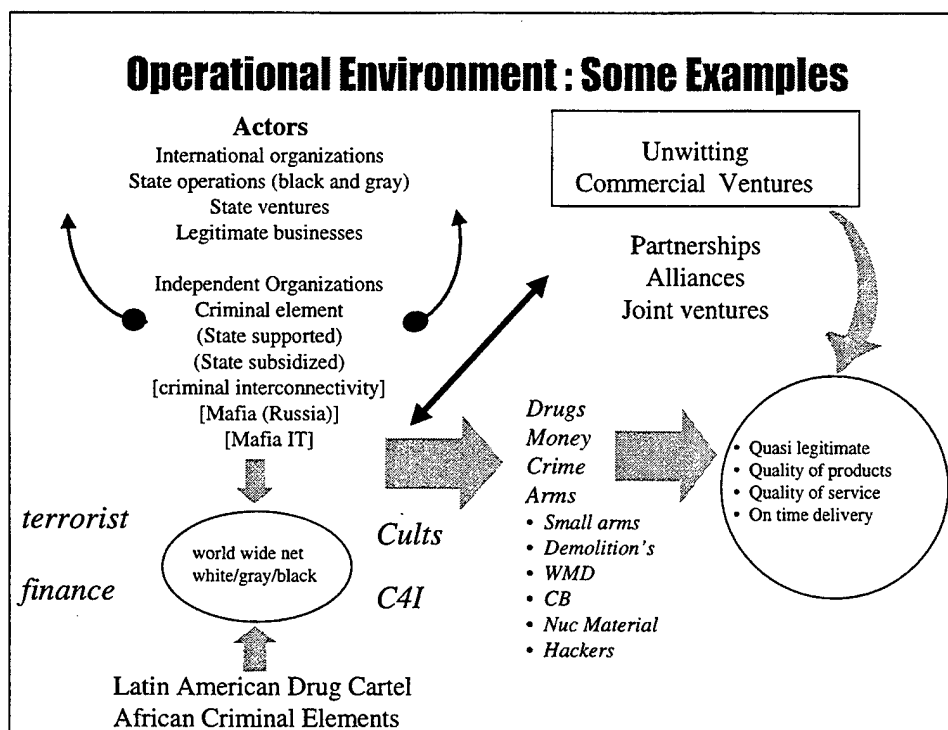 Operational Environment : Some Examples
Actors
International organizations
State operations (black and gray)
State ventures
Legitimate businesses
Independent Organizations
Criminal element
(State supported)
(State subsidized)
[criminal interconnectivity]
[Mafia (Russia)]
[Mafia IT]
terrorist
finance
world wide net
white/gray/black
Cults
C4I
Latin American Drug Cartel
African Criminal Elements
Unwitting
Commercial Ventures
Partnerships
Alliances
Joint ventures
Drugs
Money
Crime
Arms
• Small arms
• Demolition's
• WMD
• CB
• Nuc Material
• Hackers
• Quasi legitimate
• Quality of products
• Quality of service
• On time delivery